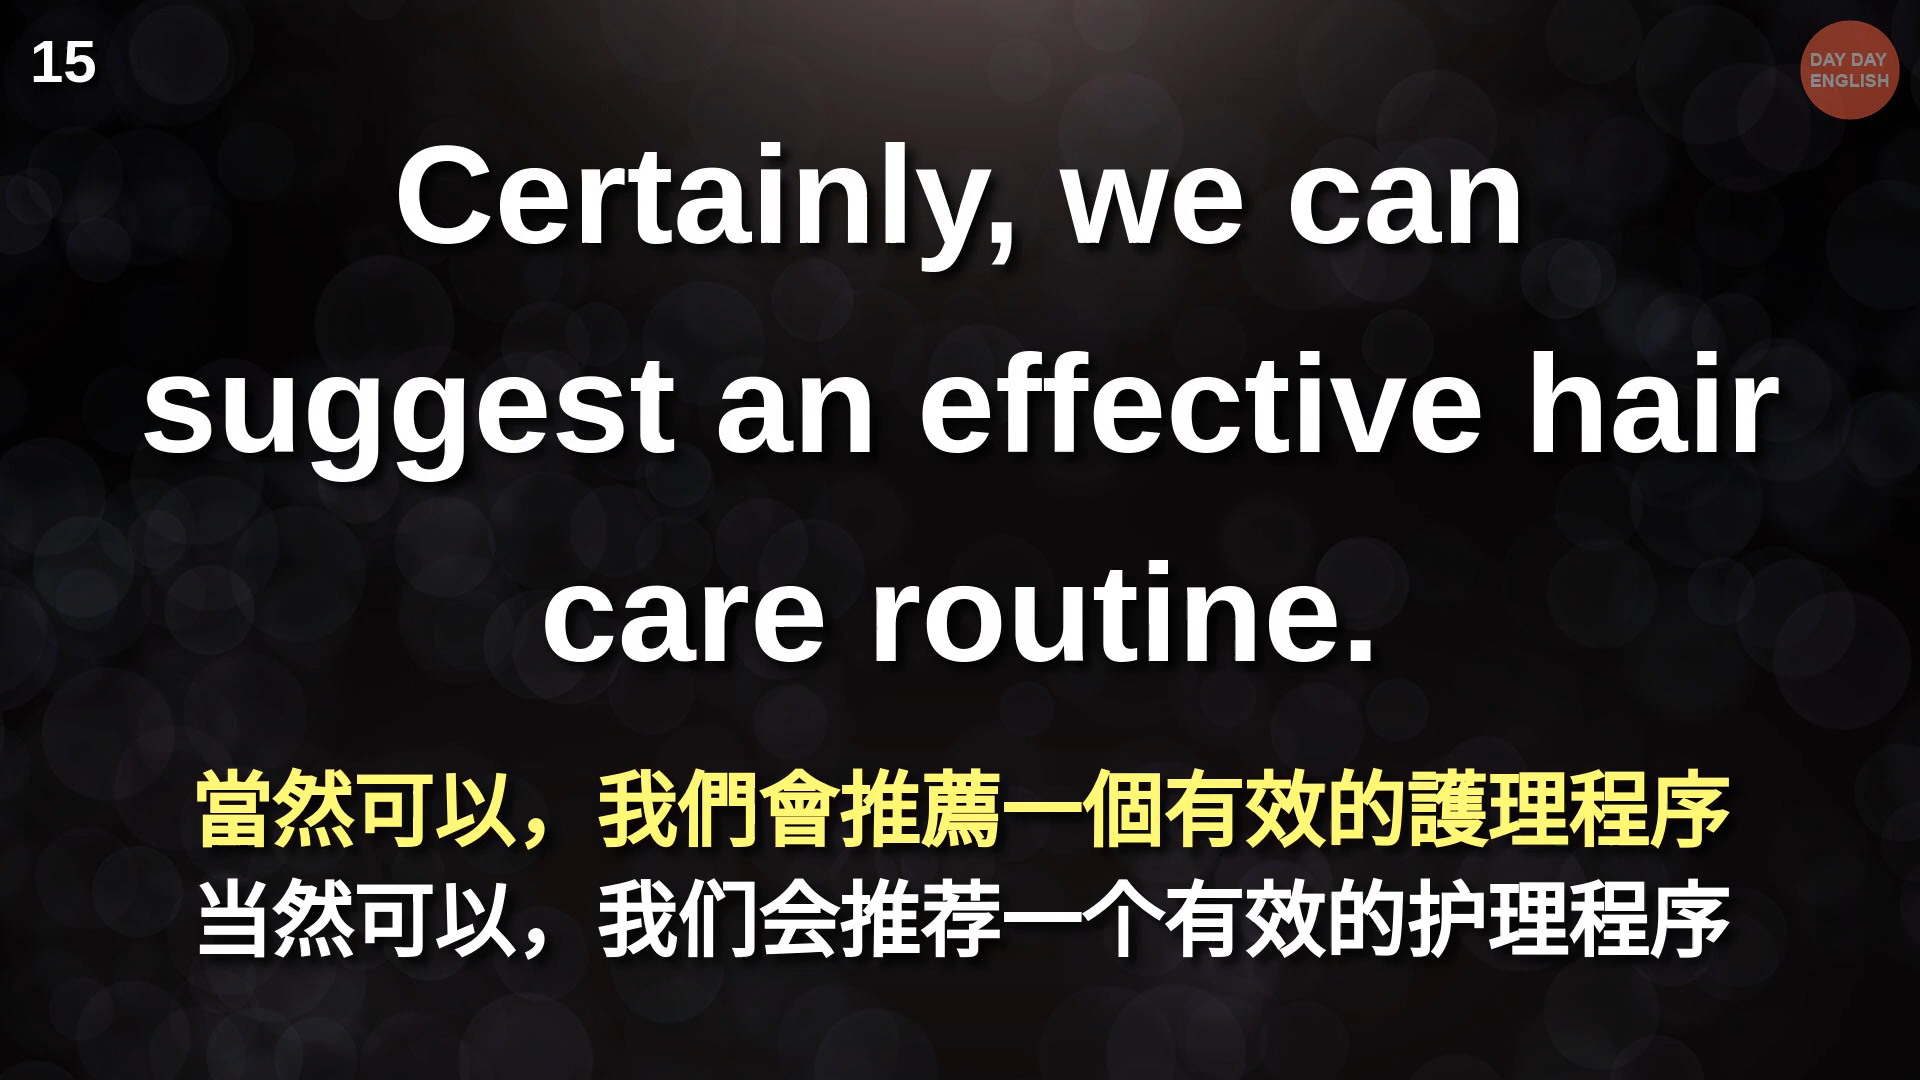 15
DAY DAY
ENGLISH
Certainly, we can
suggest an effective hair
care routine.
當然可以，我們會推薦一個有效的護理程序
当然可以，我们会推荐一个有效的护理程序